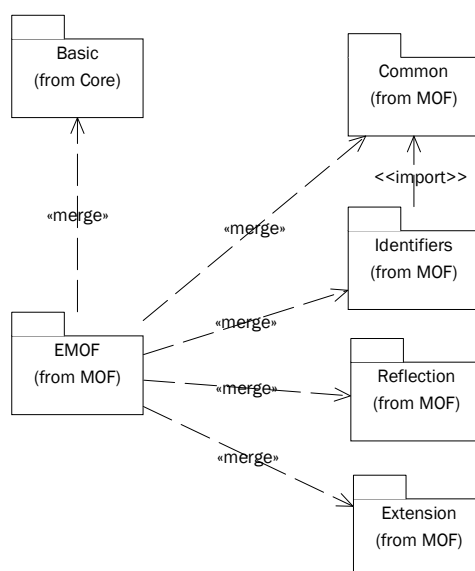 Basic
(from Core)
Common
(from MOF)
<<import>>
«merge»
«merge»
Identifiers
(from MOF)
«merge»
EMOF
(from MOF)
Reflection
(from MOF)
«merge»
«merge»
Extension
(from MOF)